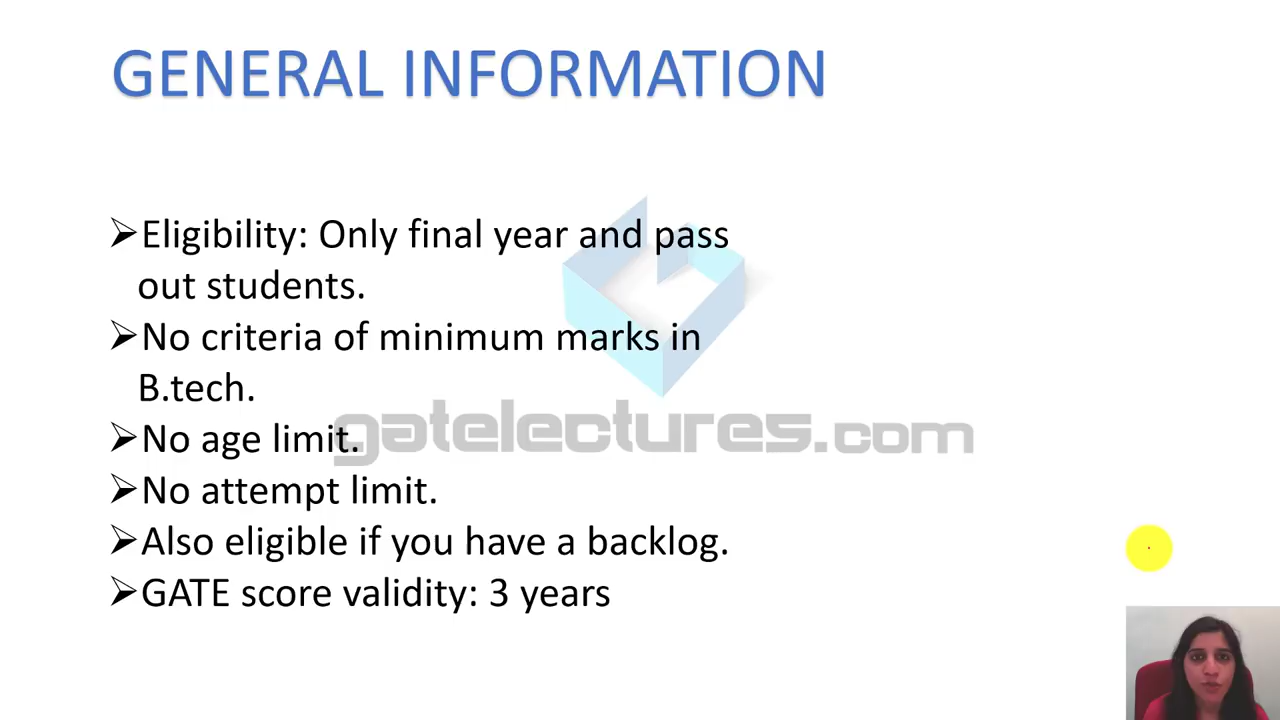 GENERAL INFORMATION
➢Eligibility: Only final year and pass
out students.
➢No criteria of minimum marks in
B.tech.
➢No age limit.
gatelectures.com
➢No attempt limit.
➢Also eligible if you have a backlog.
➢GATE score validity: 3 years